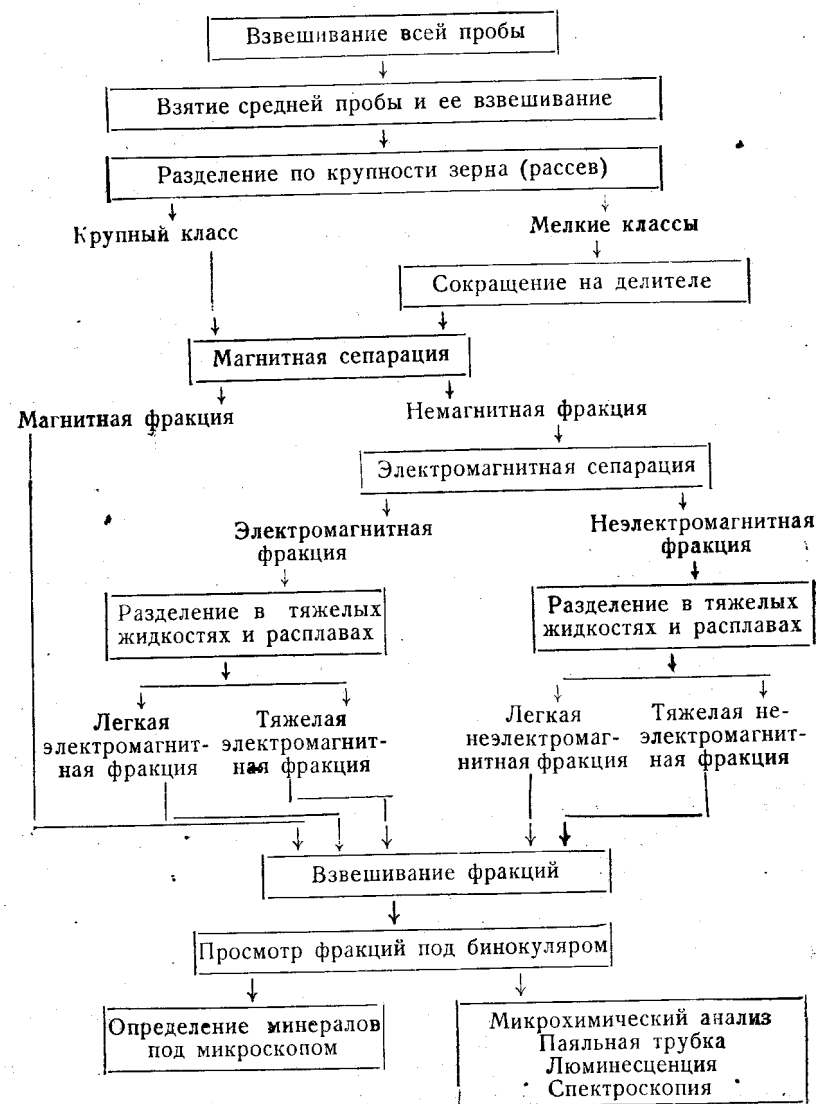 Взвешивание всей пробы
Взятие средней пробы и ее взвешивание
Разделение по крупности зерна (рассев)
Крупный класс
Мелкие классы
Сокращение на делителе
Магнитная сепарация
Магнитная фракция
Немагнитная фракция
Электромагнитная сепарация
Электромагнитная
фракция
Неэлектромагнитная
фракция
Разделение в тяжелых
жидкостях и расплавах
Разделение в тяжелых
жидкостях и расплавах
Легкая
электромагнит-
ная фракция
Тяжелая
электромагнит-
ная фракция
Легкая
неэлектромаг-
нитная фракция
Тяжелая не-
электромагнит-
ная фракция
Взвешивание фракций
Просмотр фракций под бинокуляром
Определение минералов
под микроскопом
Микрохимический анализ
Паяльная трубка
Люминесценция
Спектроскопия